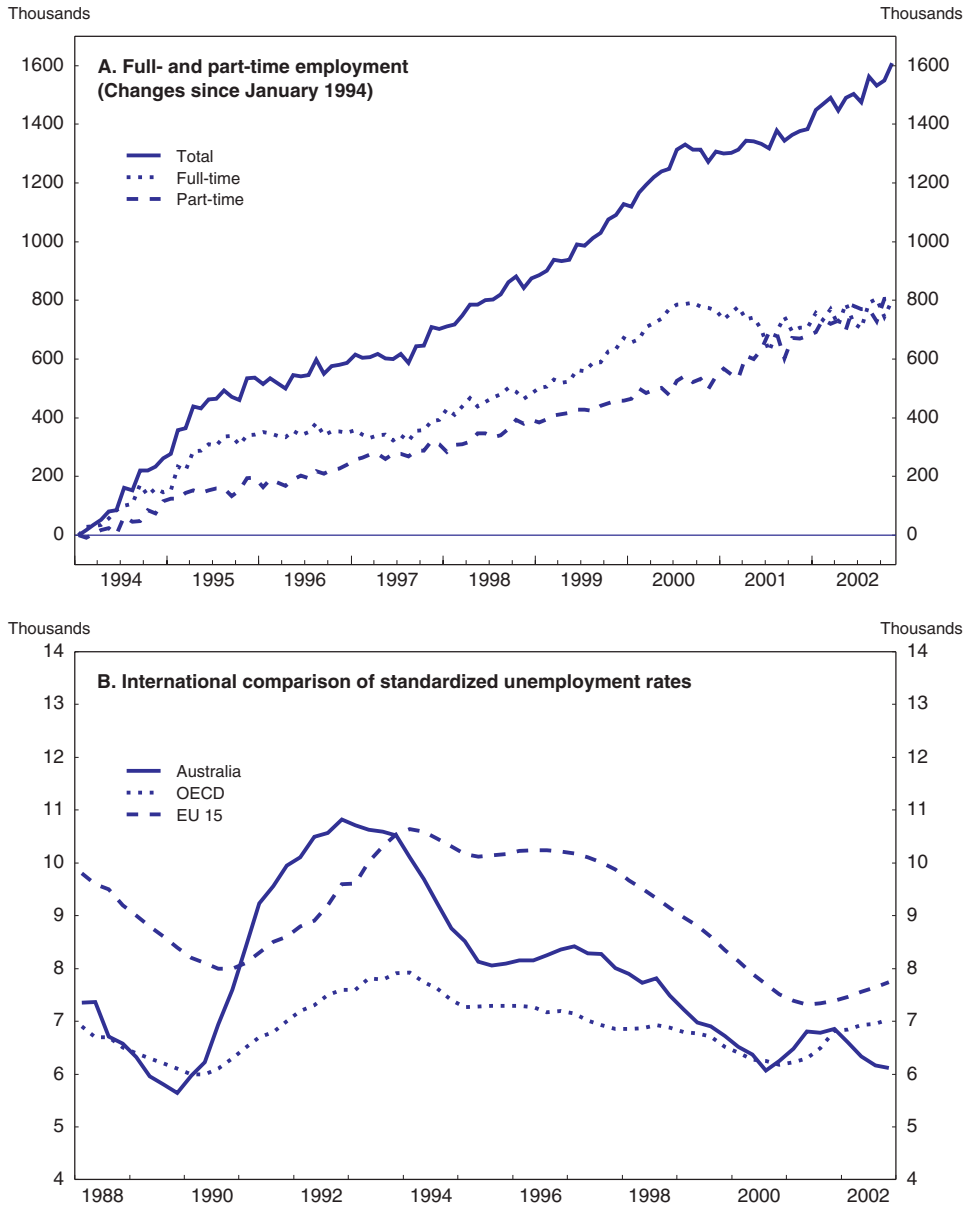 Thousands Thousands
A. Full- and part-time employment
(Changes since January 1994)
Total
Full-time
Part-time
1600 1600
1400 1400
1200 1200
1000 1000
800 800
600 600
400 400
200 200
0 0
1994 1995 1996 1997 1998 1999 2000 2001 2002
Thousands Thousands
B. International comparison of standardized unemployment rates
Australia
OECD
EU 15
14 14
13 13
12 12
11 11
10 10
9 9
8 8
7 7
6 6
5 5
4 4
1988 1990 1992 1994 1996 1998 2000 2002